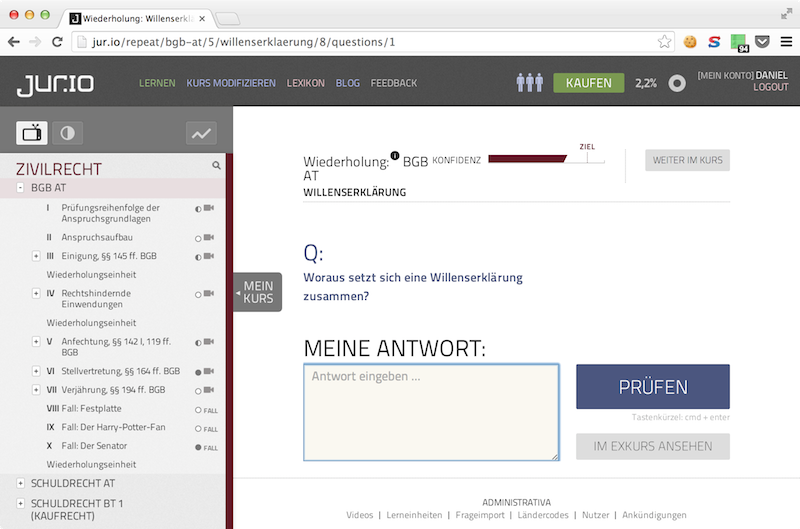 Wiederholung: Willenserklä
jur.io/repeat/bgb-at/5/willenserklaerung/8/questions/1
94
JUR:IO
LERNEN KURS MODIFIZIEREN LEXIKON BLOG FEEDBACK
KAUFEN
2,2%
[MEIN KONTO] DANIEL
LOGOUT
ZIVILRECHT
BGB AT
I Prüfungsreihenfolge der
Anspruchsgrundlagen
II Anspruchsaufbau
III Einigung, §§ 145 ff. BGB
Wiederholungseinheit
IV Rechtshindernde
Einwendungen
Wiederholungseinheit
V Anfechtung, §§ 142 I, 119 ff.
BGB
VI Stellvertretung, §§ 164 ff. BGB
VII Verjährung, §§ 194 ff. BGB
VIII Fall: Festplatte FALL
IX Fall: Der Harry-Potter-Fan FALL
X Fall: Der Senator FALL
Wiederholungseinheit
SCHULDRECHT AT
SCHULDRECHT BT 1
(KAUFRECHT)
MEIN
KURS
Wiederholung: BGB
AT
WILLENSERKLÄRUNG
KONFIDENZ
ZIEL
WEITER IM KURS
Q:
Woraus setzt sich eine Willenserklärung
zusammen?
MEINE ANTWORT:
Antwort eingeben ...
PRÜFEN
Tastenkürzel: cmd + enter
IM EXKURS ANSEHEN
ADMINISTRATIVA
Videos | Lerneinheiten | Frageimport | Ländercodes | Nutzer | Ankündigungen